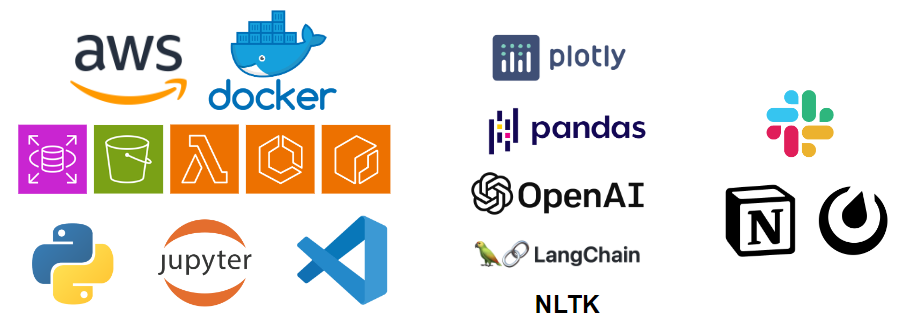 aws
docker
jupyter
plotly
pandas
OpenAI
LangChain
NLTK
N